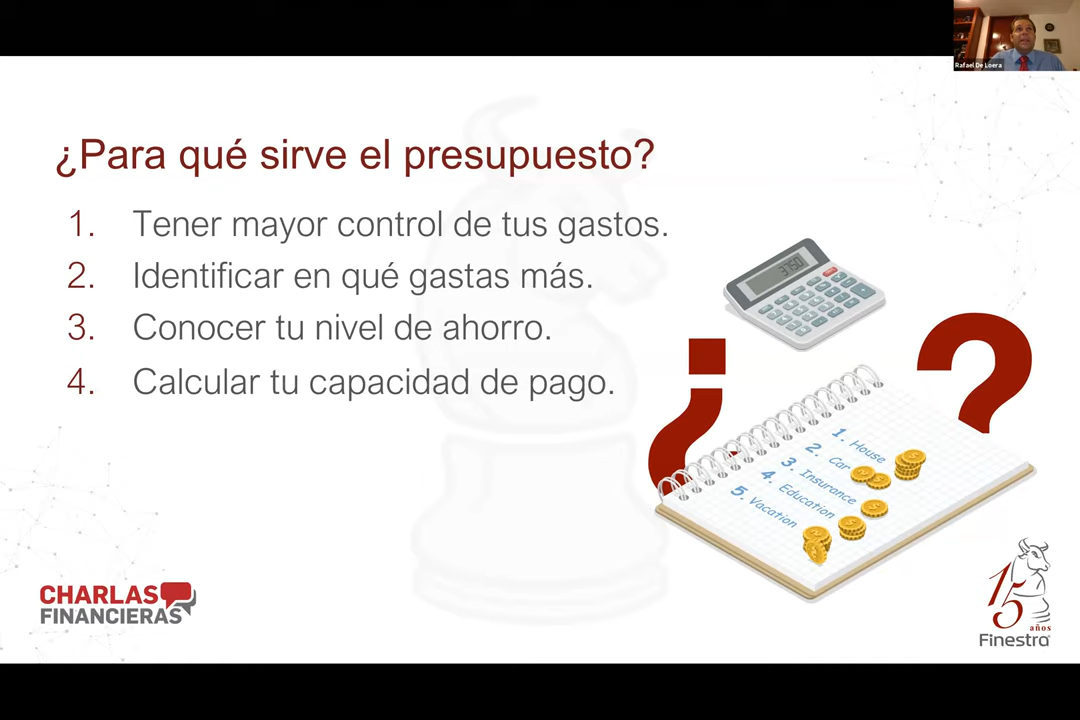 Rafael De Loera
¿Para qué sirve el presupuesto?
1. Tener mayor control de tus gastos.
2. Identificar en qué gastas más.
3. Conocer tu nivel de ahorro.
4. Calcular tu capacidad de pago.
3750
¿?
1. House
2. Car
3. Insurance
4. Education
5. Vacation
CHARLAS
FINANCIERAS
15
años
Finestra